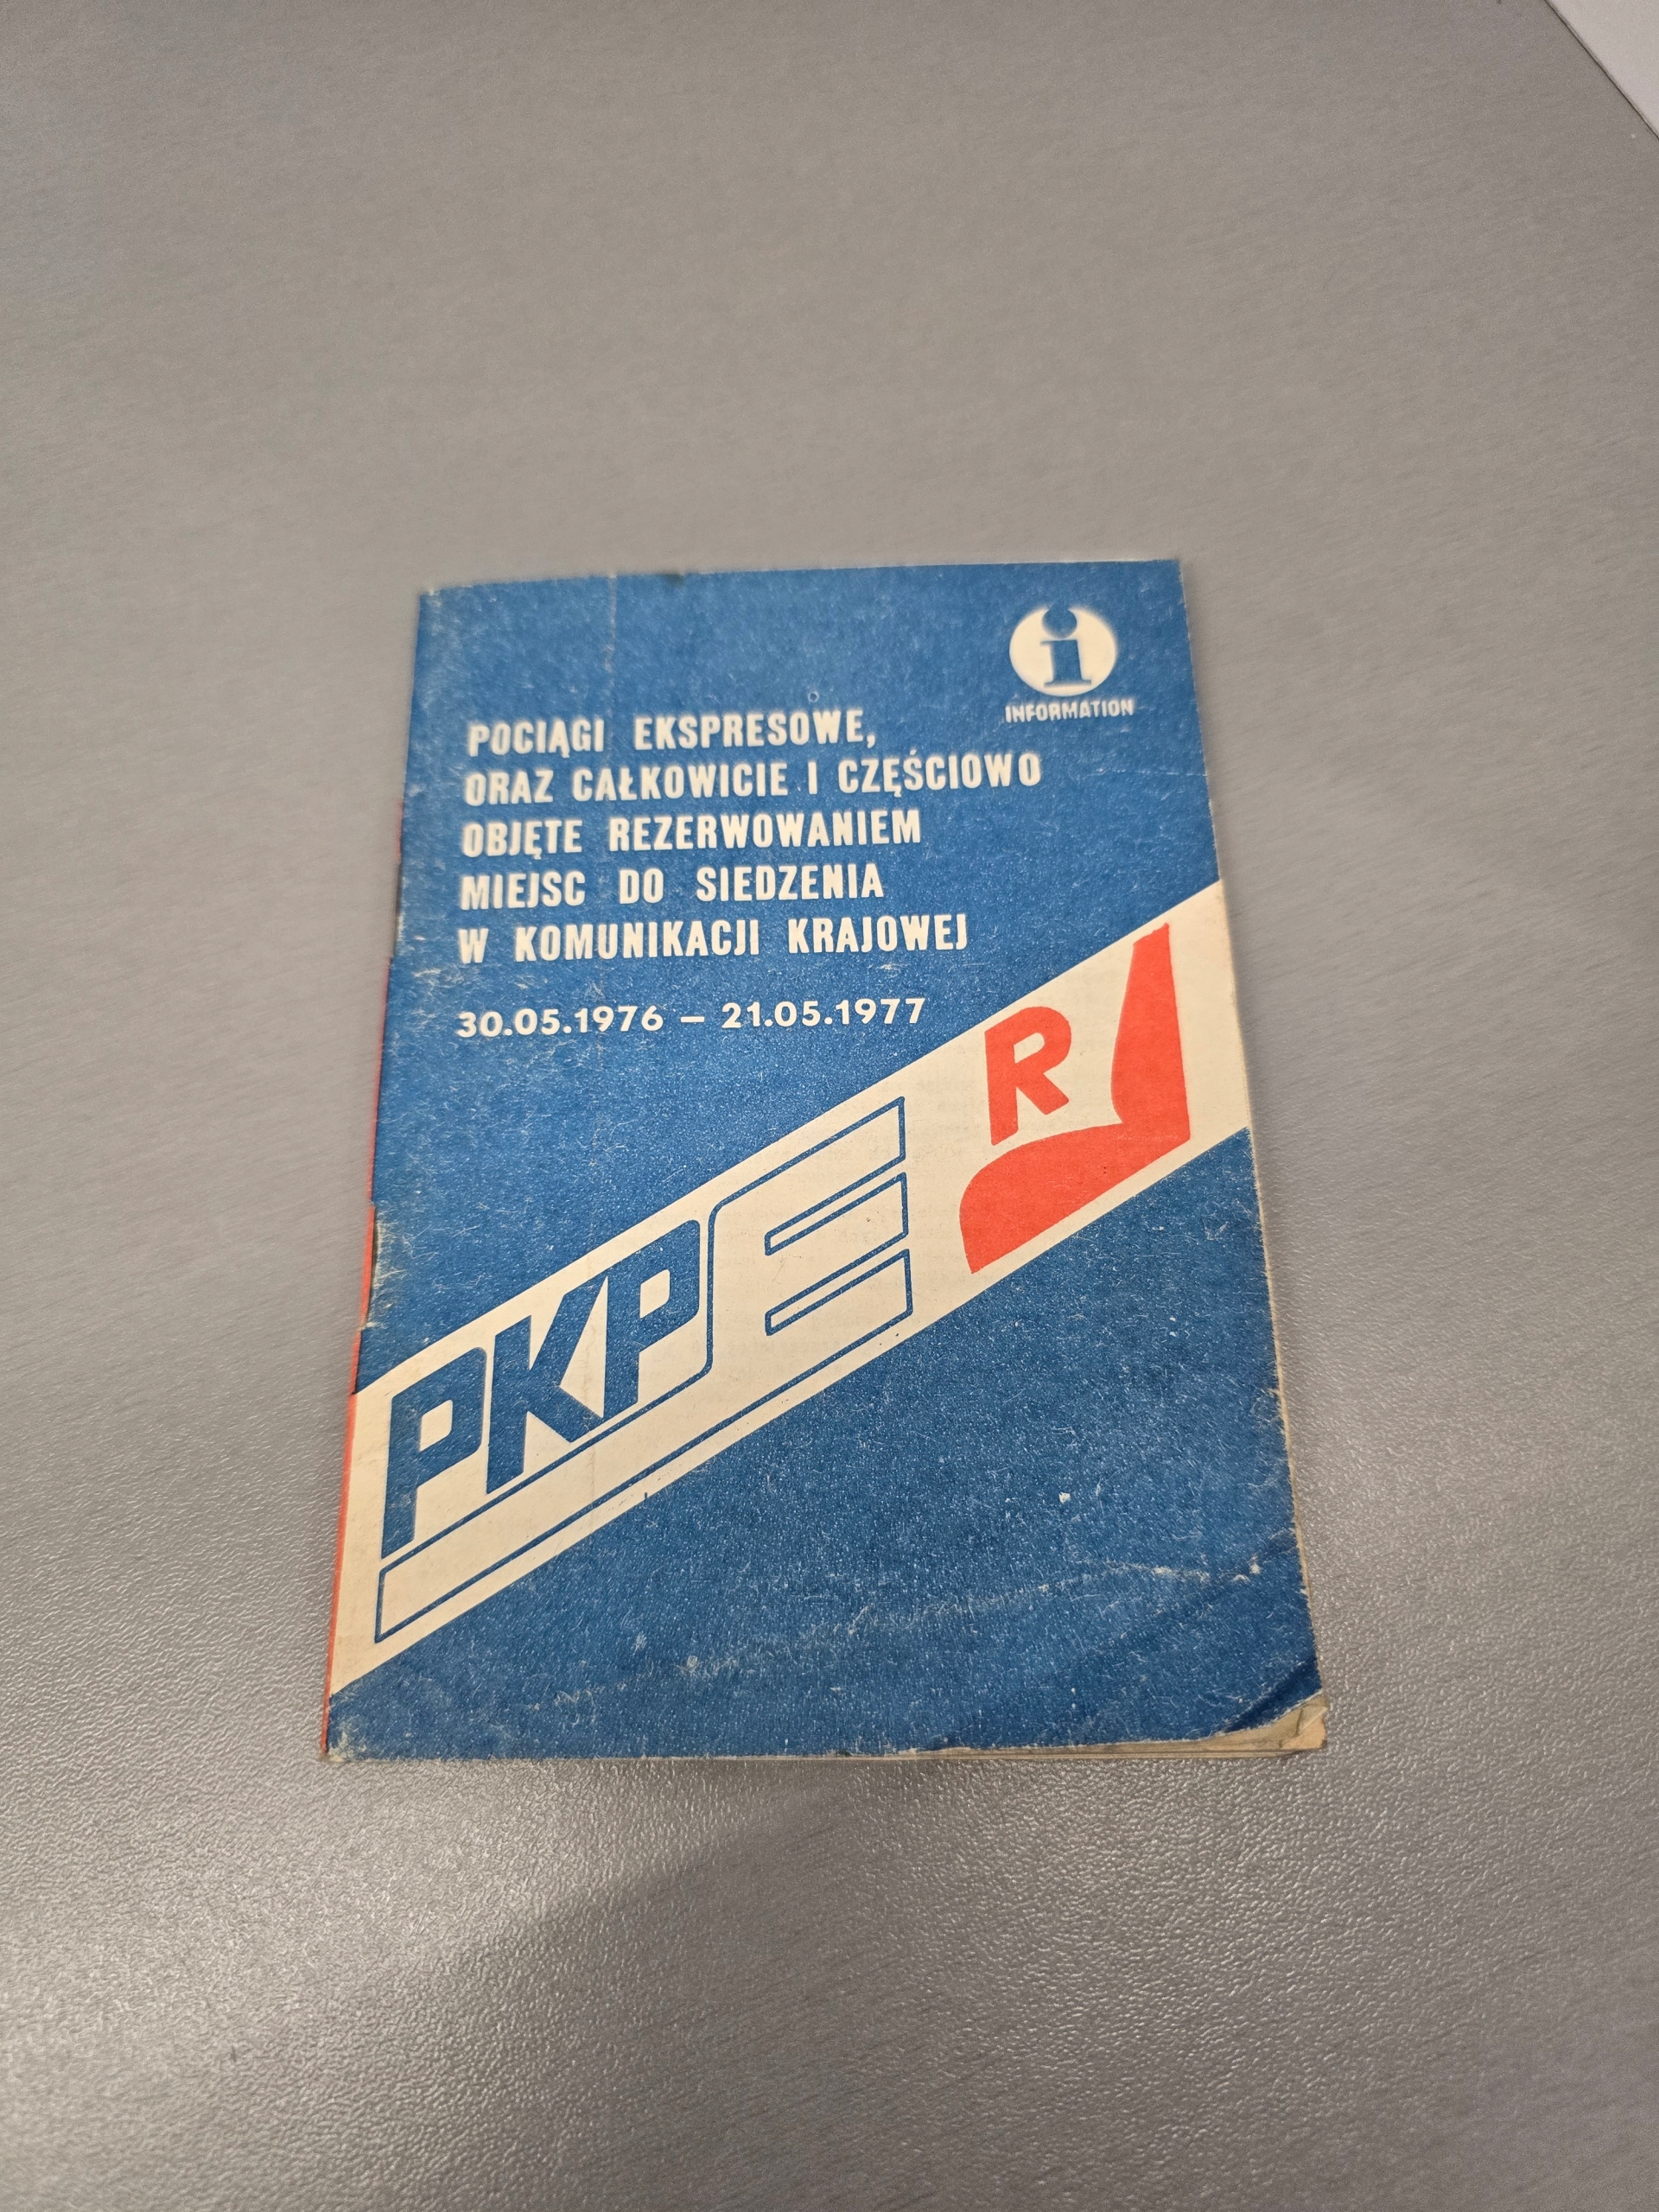 i
INFORMATION
POCIĄGI EKSPRESOWE,
ORAZ CAŁKOWICIE I CZĘŚCIOWO
OBJĘTE REZERWOWANIEM
MIEJSC DO SIEDZENIA
W KOMUNIKACJI KRAJOWEJ
30.05.1976 – 21.05.1977
PKP E R